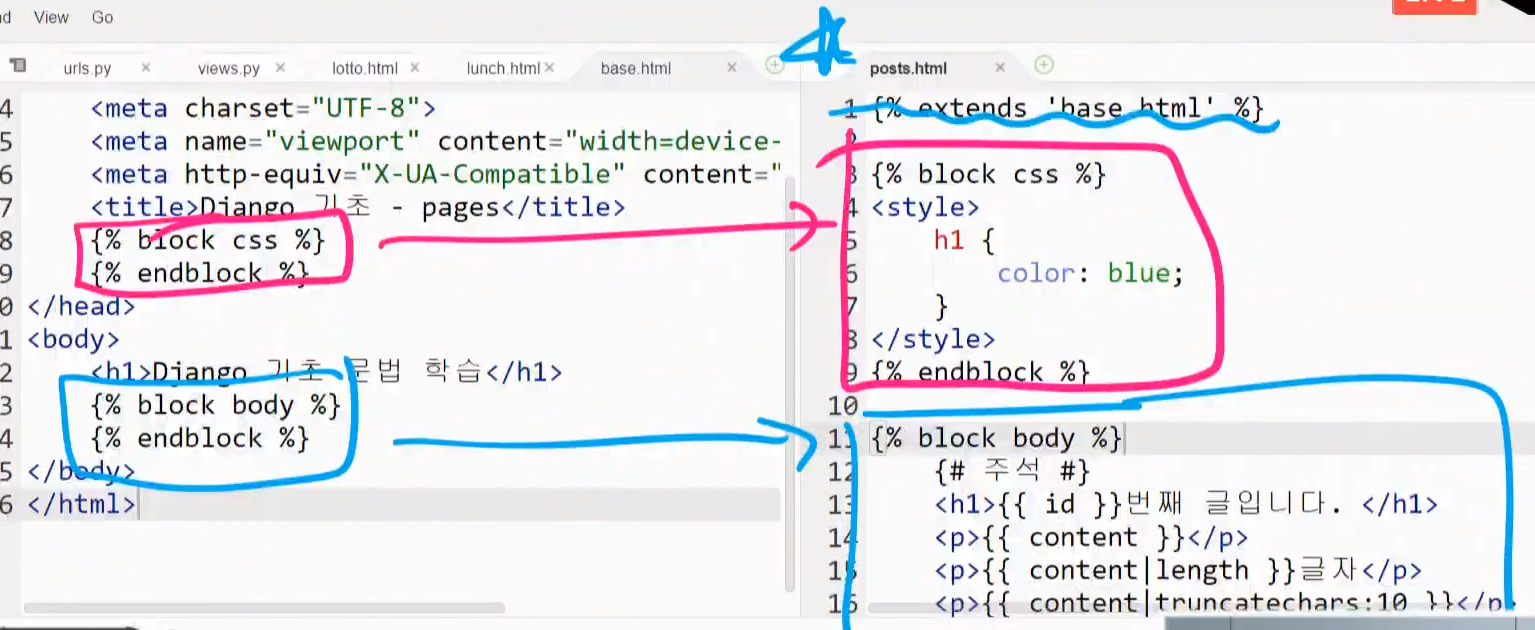 View Go
urls.py × views.py × lotto.html × lunch.html × base.html ×
4 <meta charset="UTF-8">
5 <meta name="viewport" content="width=device-
6 <meta http-equiv="X-UA-Compatible" content="
7 <title>Django 기초 - pages</title>
8 {% block css %}
9 {% endblock %}
0 </head>
1 <body>
2 <h1>Django 기초 문법 학습</h1>
3 {% block body %}
4 {% endblock %}
5 </body>
6 </html>
posts.html ×
1 {% extends 'base.html' %}
2
3 {% block css %}
4 <style>
5 h1 {
6 color: blue;
7 }
8 </style>
9 {% endblock %}
10
11 {% block body %}
12 {# 주석 #}
13 <h1>{{ id }}번째 글입니다. </h1>
14 <p>{{ content }}</p>
15 <p>{{ content|length }}글자</p>
16 <p>{{ content|truncatechars:10 }}</p